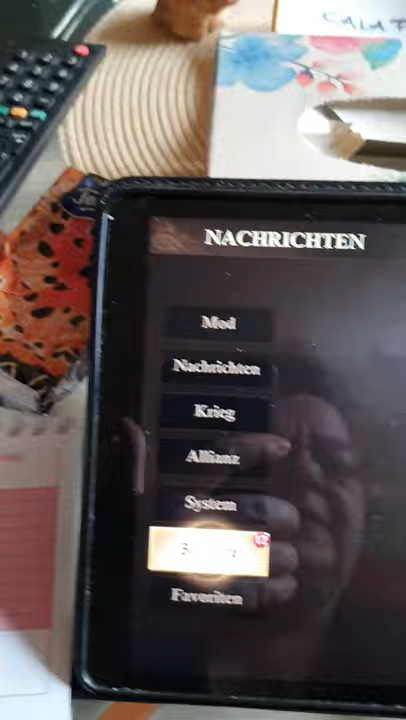 NACHRICHTEN
Mod
Nachrichten
Krieg
Allianz
System
Favoriten